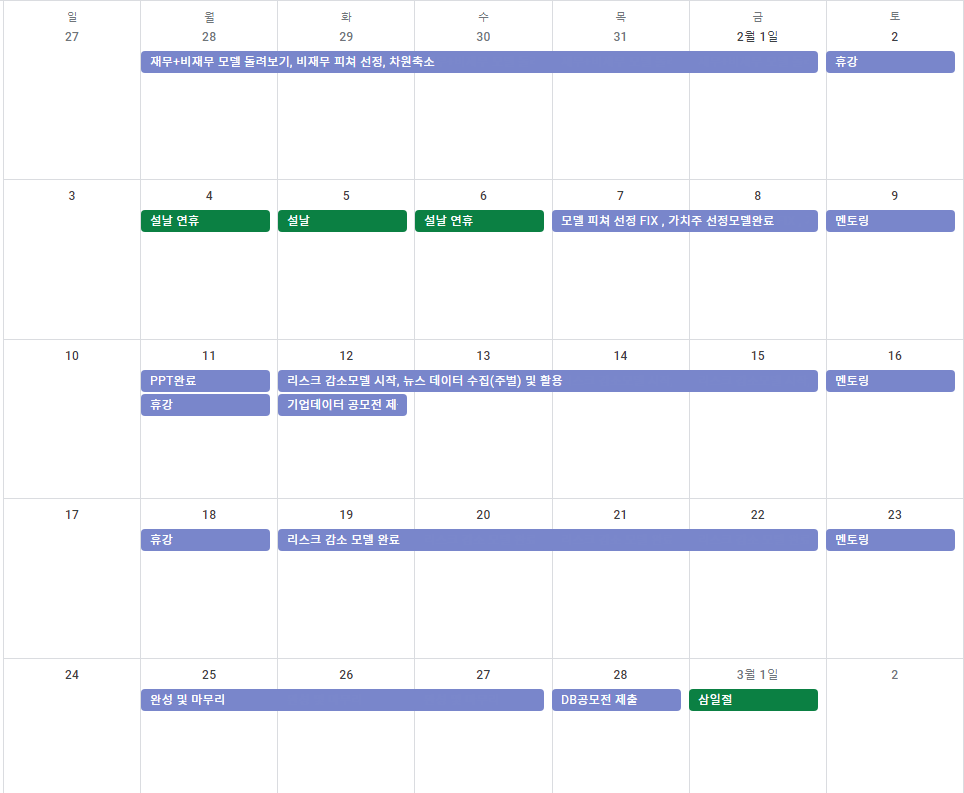 일 월 화 수 목 금 토
27 28 29 30 31 2월 1일 2
재무+비재무 모델 돌려보기, 비재무 피쳐 선정, 차원축소 휴강
3 4 5 6 7 8 9
설날 연휴 설날 설날 연휴 모델 피쳐 선정 FIX , 가치주 선정모델완료 멘토링
10 11 12 13 14 15 16
PPT완료 리스크 감소모델 시작, 뉴스 데이터 수집(주별) 및 활용 멘토링
휴강 기업데이터 공모전 제
17 18 19 20 21 22 23
휴강 리스크 감소 모델 완료 멘토링
24 25 26 27 28 3월 1일 2
완성 및 마무리 DB공모전 제출 삼일절